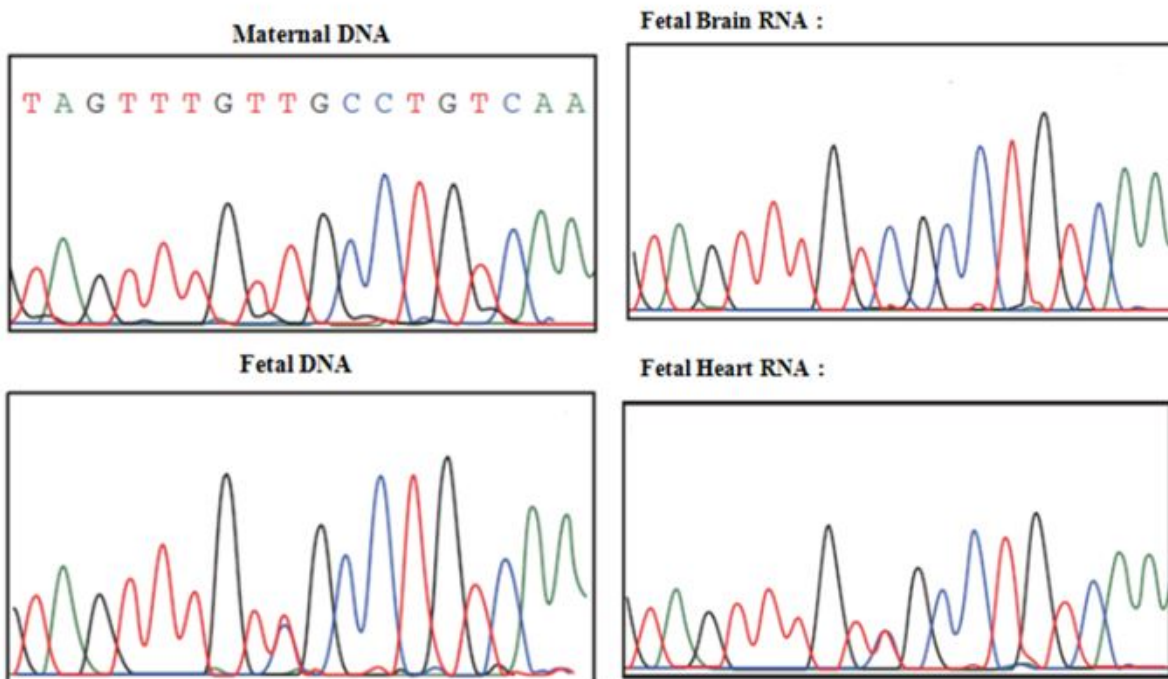 Maternal DNA
TAGTTTGTTGCCTGTCAA
Fetal DNA
Fetal Brain RNA :
Fetal Heart RNA :